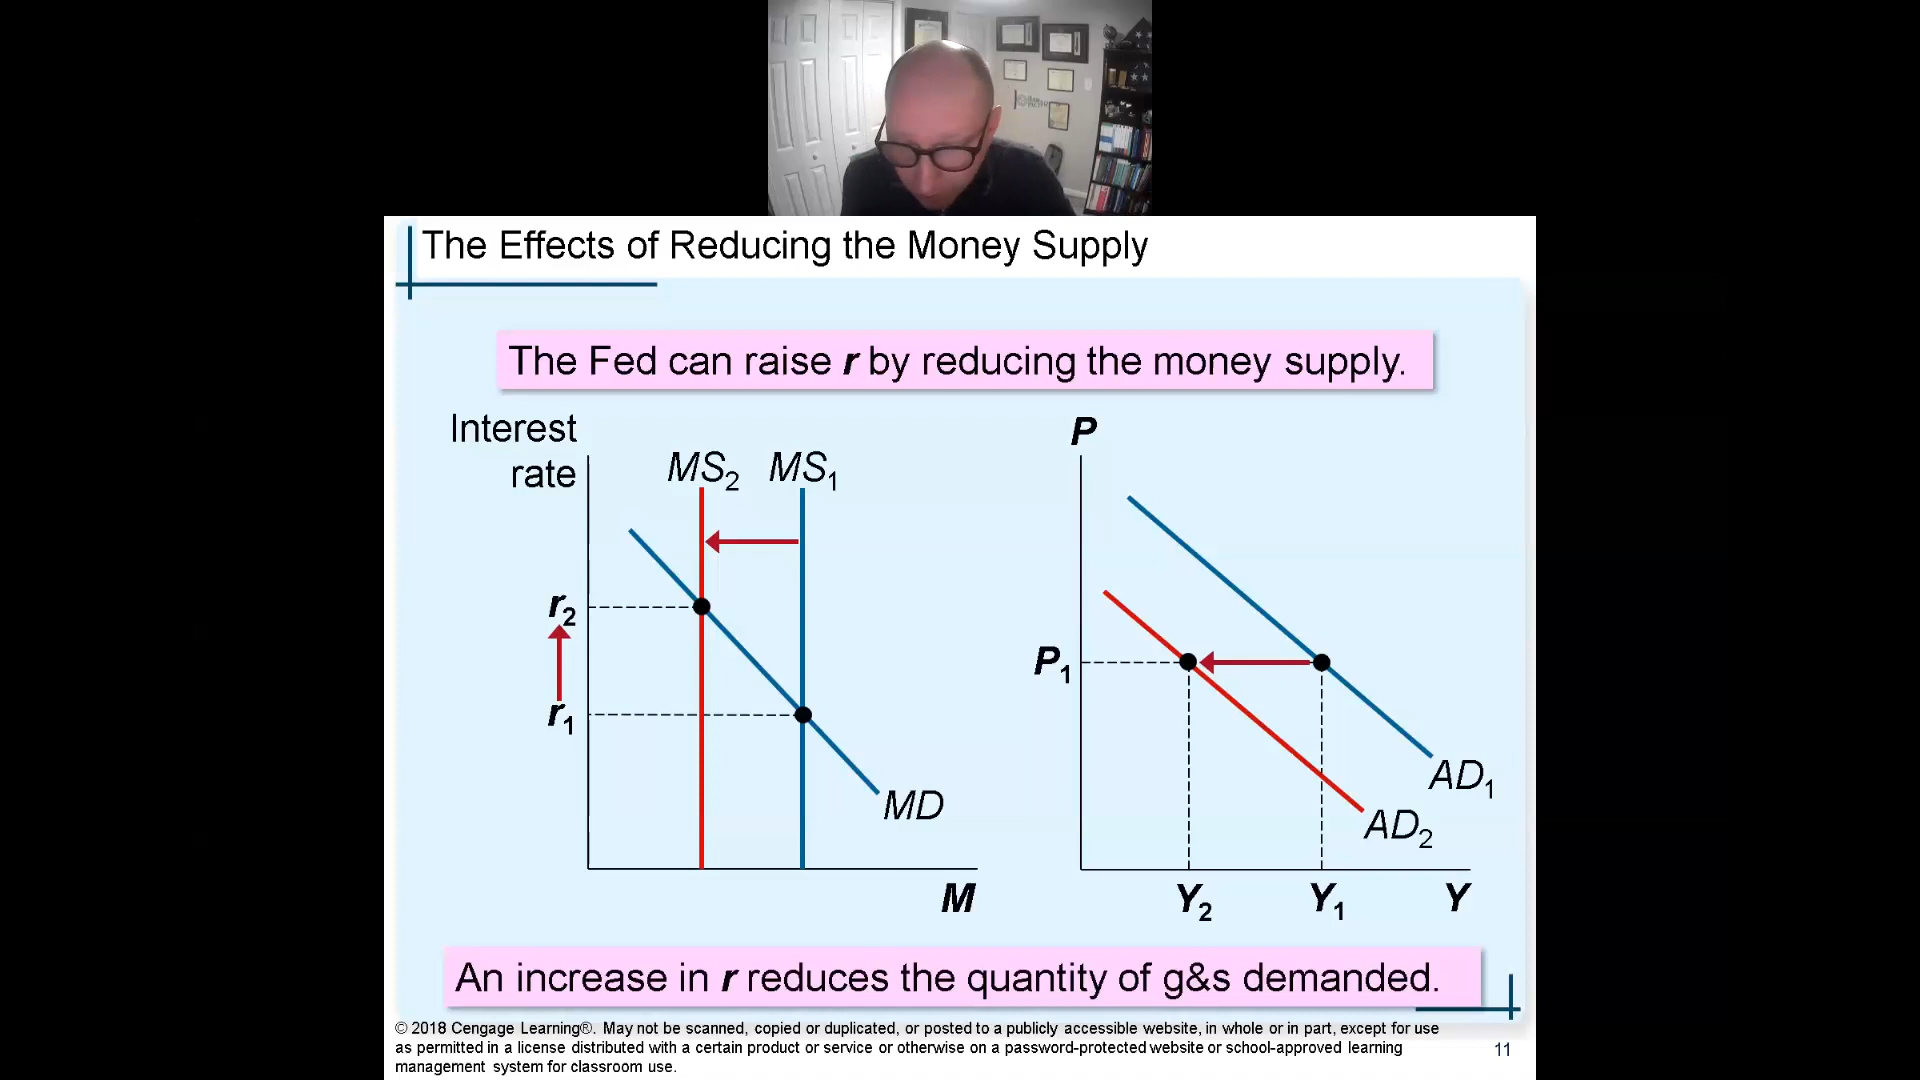 The Effects of Reducing the Money Supply
The Fed can raise r by reducing the money supply.
Interest
rate
MS2 MS1
r2
r1
MD
M
P
P1
AD1
AD2
Y2 Y1 Y
An increase in r reduces the quantity of g&s demanded.
© 2018 Cengage Learning®. May not be scanned, copied or duplicated, or posted to a publicly accessible website, in whole or in part, except for use
as permitted in a license distributed with a certain product or service or otherwise on a password-protected website or school-approved learning
management system for classroom use.
11